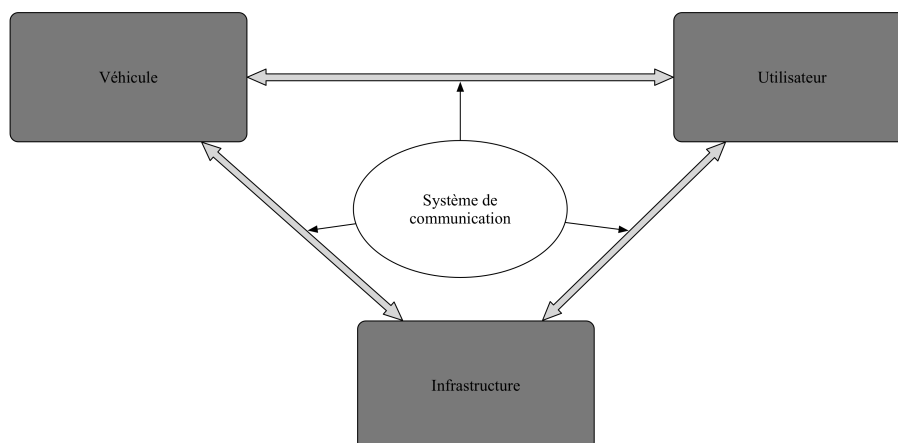 Véhicule
Utilisateur
Système de
communication
Infrastructure